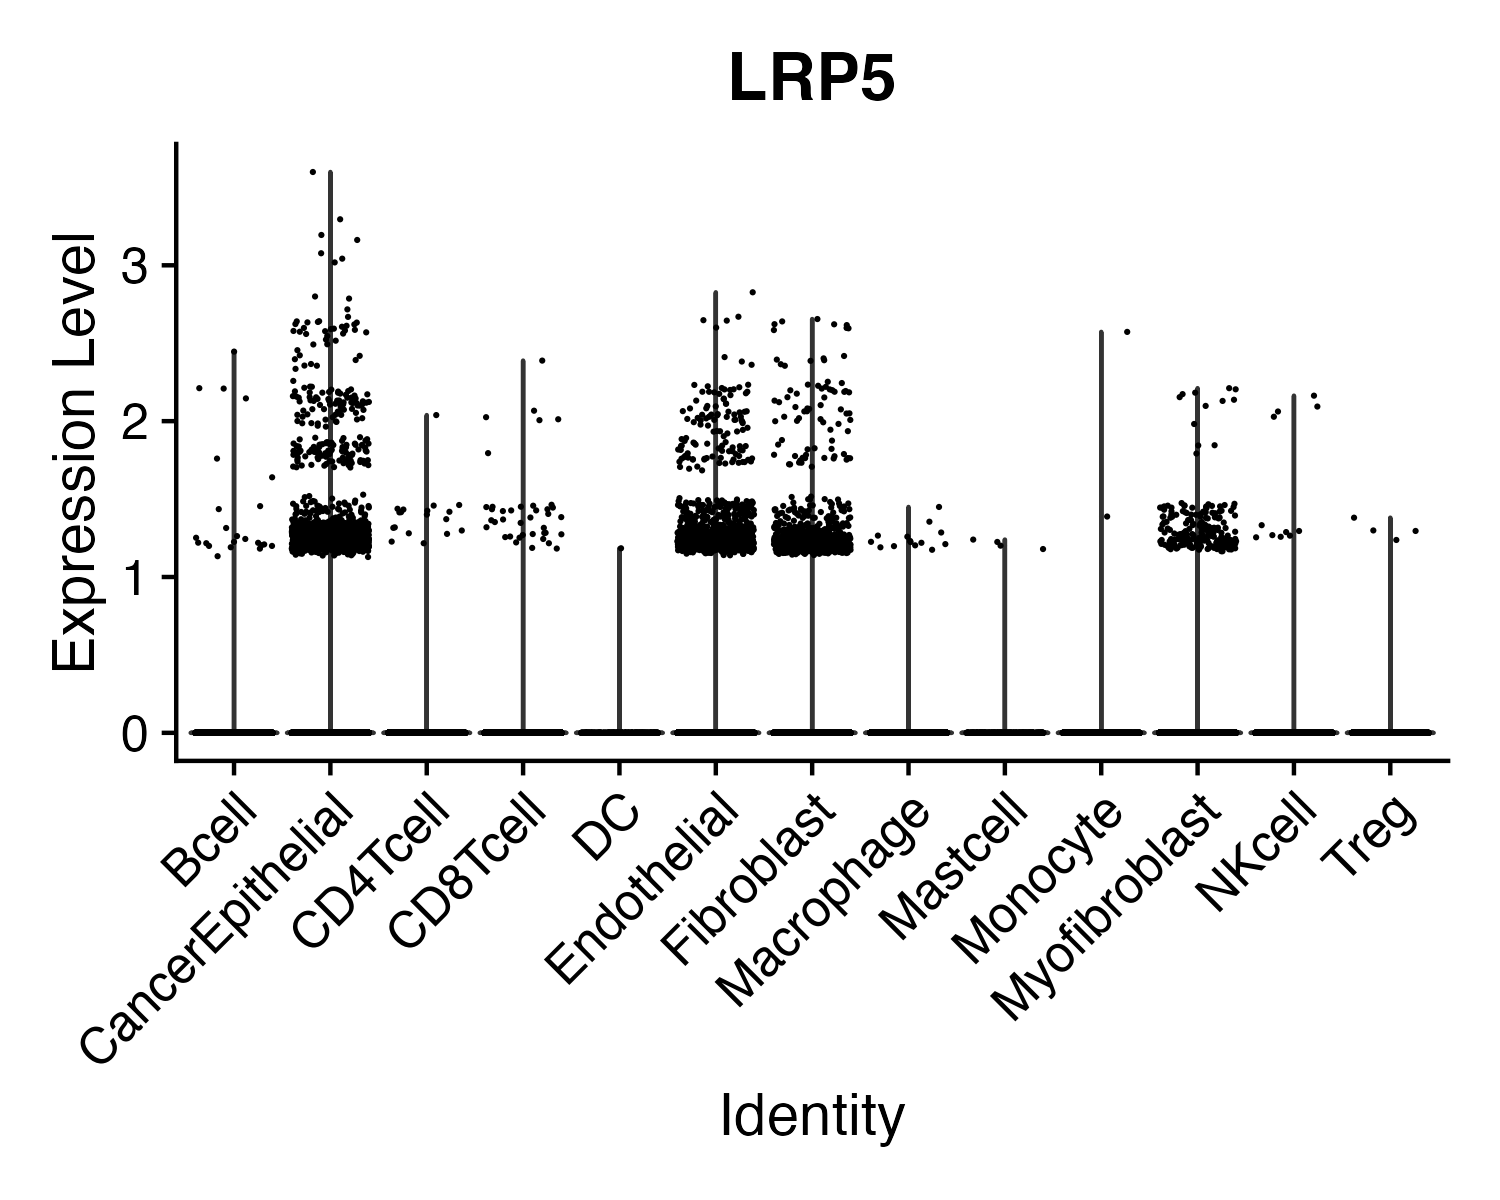 LRP5
Expression Level
3
2
1
0
Bcell
CancerEpithelial
CD4Tcell
CD8Tcell
DC
Endothelial
Fibroblast
Macrophage
Mastcell
Monocyte
Myofibroblast
NKcell
Treg
Identity